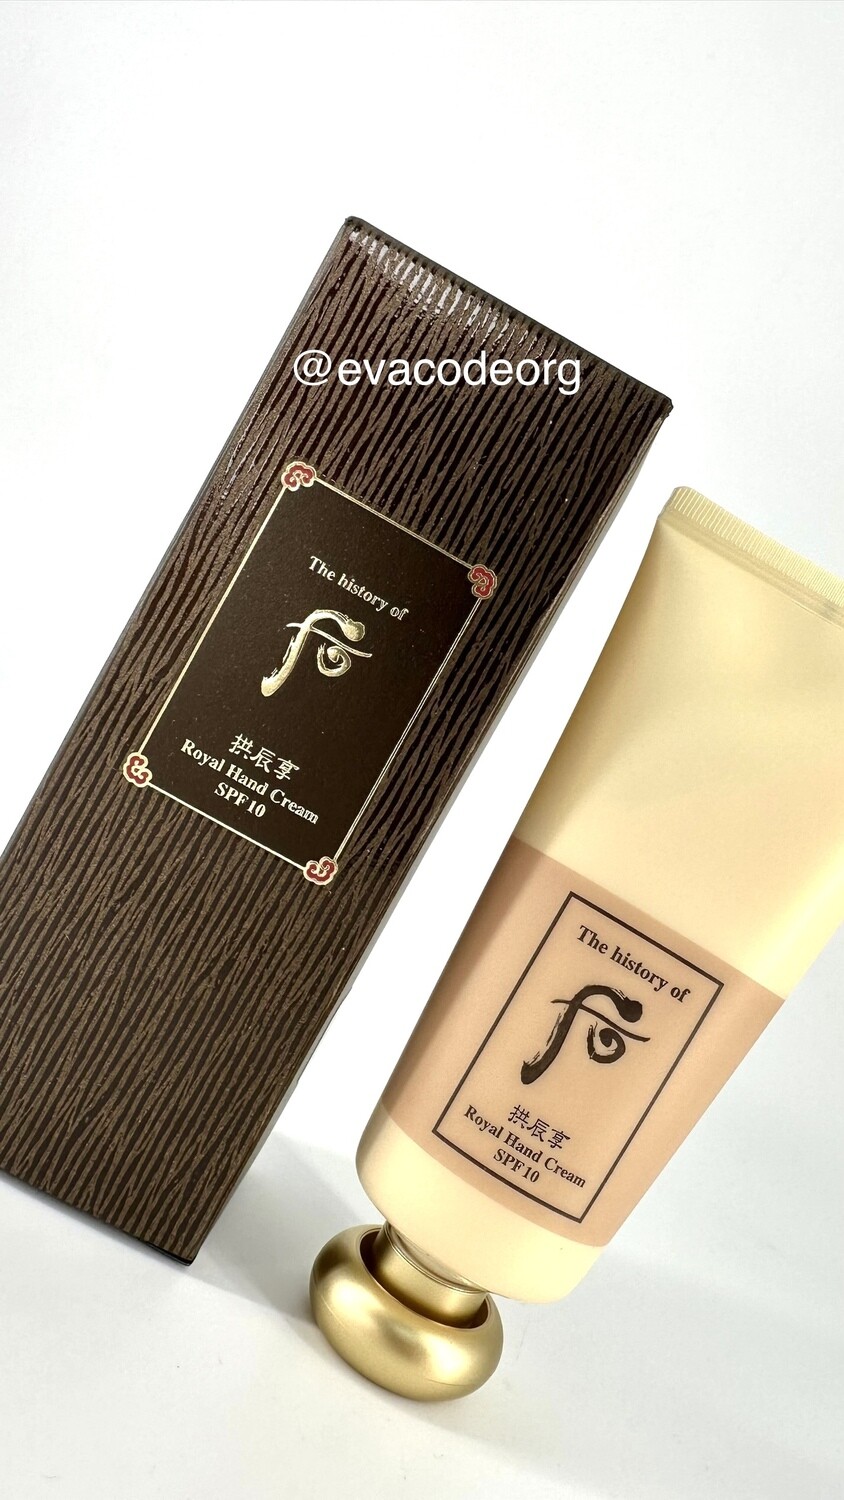 @evacodeorg
The history of
后
拱辰享
Royal Hand Cream
SPF10
The history of
后
拱辰享
Royal Hand Cream
SPF10